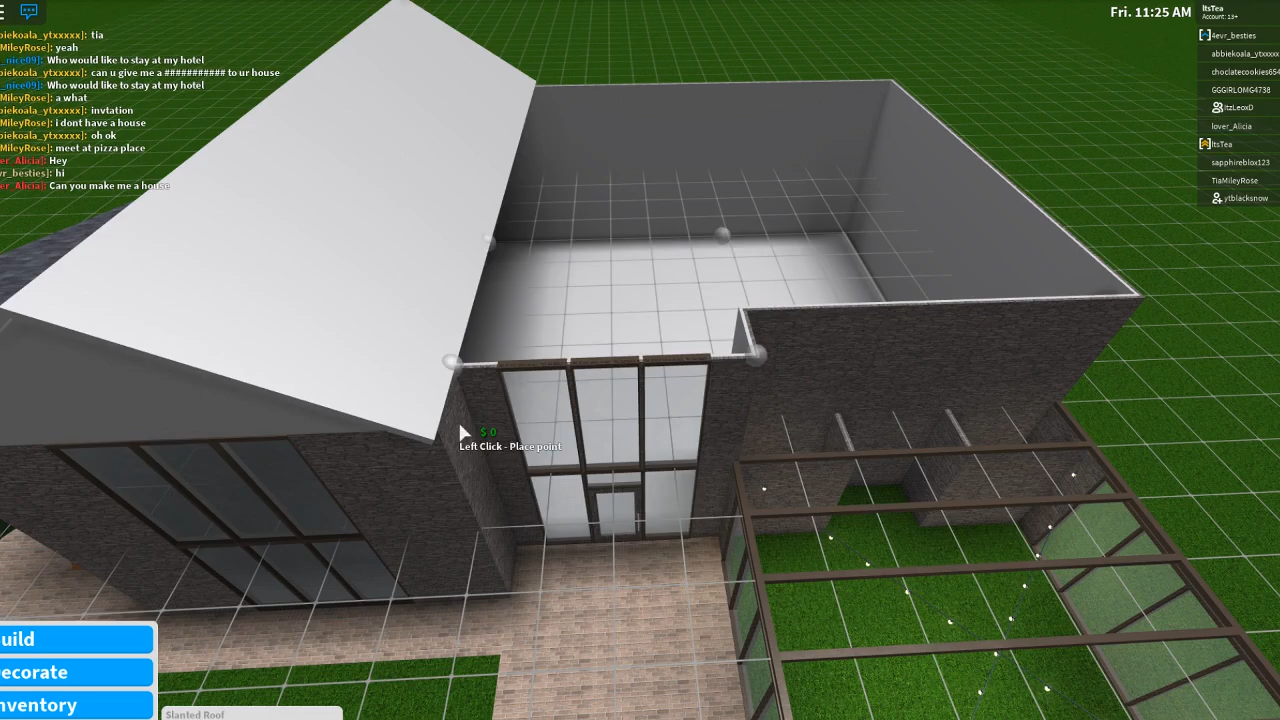 biekoala_ytxxxxx]: tia
MileyRose]: yeah
_nice09]: Who would like to stay at my hotel
biekoala_ytxxxxx]: can u give me a ########### to ur house
_nice09]: Who would like to stay at my hotel
MileyRose]: a what
biekoala_ytxxxxx]: invtation
MileyRose]: i dont have a house
biekoala_ytxxxxx]: oh ok
MileyRose]: meet at pizza place
er_Alicia]: Hey
vr_besties]: hi
er_Alicia]: Can you make me a house
Fri. 11:25 AM
ItsTea
Account: 13+
4evr_besties
abbiekoala_ytxxxx
choclatecookies654
GGGIRLOMG4738
ItzLeoxD
lover_Alicia
ItsTea
sapphireblox123
TiaMileyRose
ytblacksnow
$ 0
Left Click - Place point
uild
ecorate
nventory
Slanted Roof